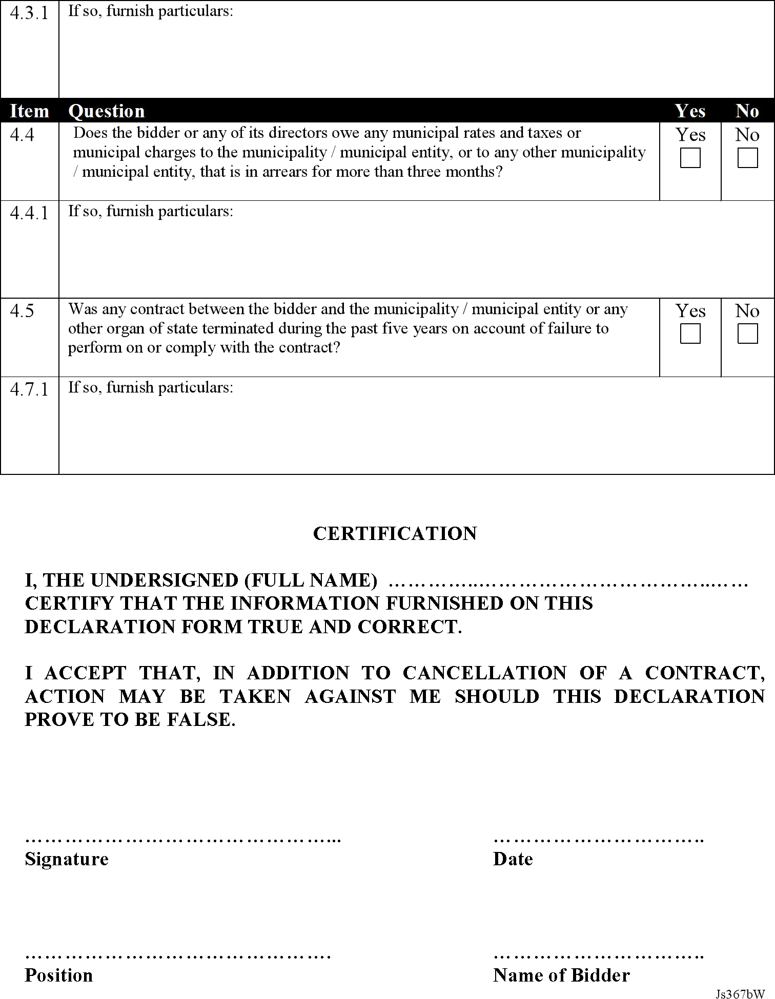 4.3.1 If so, furnish particulars:
Item Question Yes No
4.4 Does the bidder or any of its directors owe any municipal rates and taxes or Yes No
municipal charges to the municipality / municipal entity, or to any other municipality
/ municipal entity, that is in arrears for more than three months?
4.4.1 If so, furnish particulars:
4.5 Was any contract between the bidder and the municipality / municipal entity or any Yes No
other organ of state terminated during the past five years on account of failure to
perform on or comply with the contract?
4.7.1 If so, furnish particulars:
CERTIFICATION
I, THE UNDERSIGNED (FULL NAME) …………..……………………………..……
CERTIFY THAT THE INFORMATION FURNISHED ON THIS
DECLARATION FORM TRUE AND CORRECT.
I ACCEPT THAT, IN ADDITION TO CANCELLATION OF A CONTRACT,
ACTION MAY BE TAKEN AGAINST ME SHOULD THIS DECLARATION
PROVE TO BE FALSE.
………………………………………... …………………………..
Signature Date
………………………………………. …………………………..
Position Name of Bidder
Js367bW